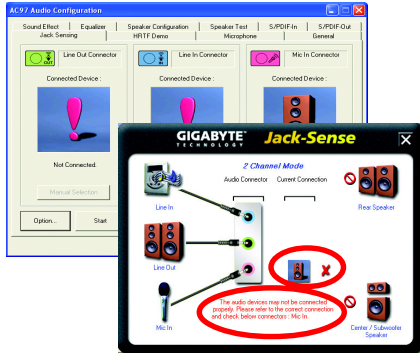 AC97 Audio Configuration
Sound Effect Equalizer Speaker Configuration Speaker Test S/PDIF-In S/PDIF-Out
Jack Sensing HRTF Demo Microphone General
OUT Line Out Connector
Line In Connector
Mic In Connector
Connected Device :
Connected Device :
Connected Device :
Not Connected.
Manual Selection
Option... Start
GIGABYTE
TECHNOLOGY
Jack-Sense
X
2 Channel Mode
Audio Connector Current Connection
Line In
Rear Speaker
Line Out
The audio devices may not be connected
properly. Please refer to the correct connection
and check below connectors : Mic In.
Mic In
Center / Subwoofer
Speaker